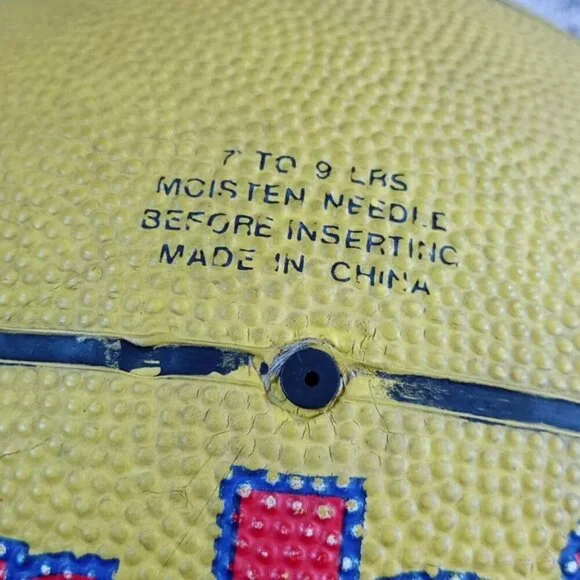 7 TO 9 LBS
MOISTEN NEEDLE
BEFORE INSERTING
MADE IN CHINA